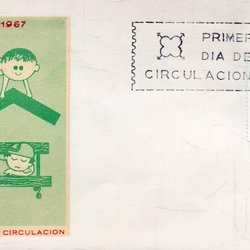 1967
PRIMER
DIA DE
CIRCULACION
CIRCULACION